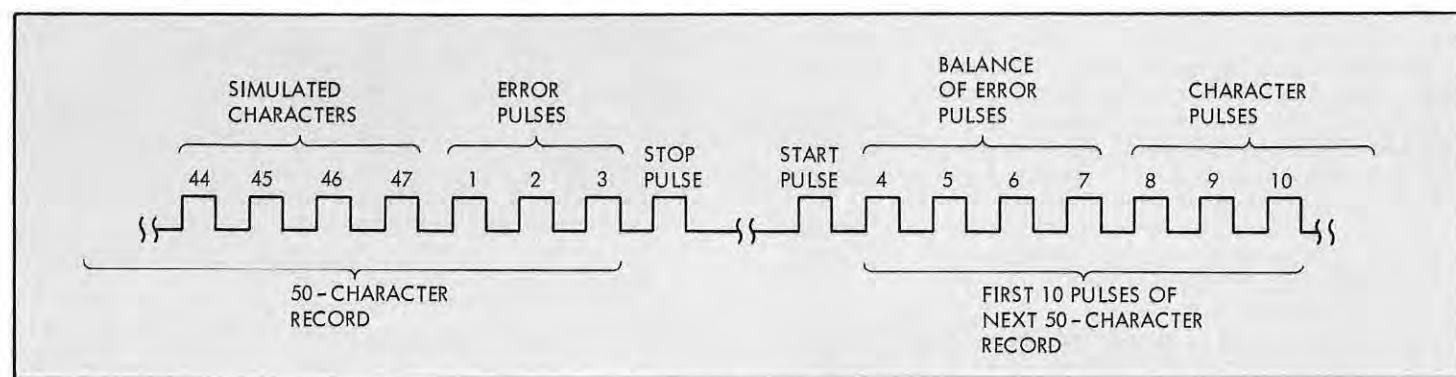 SIMULATED
CHARACTERS
ERROR
PULSES
STOP
PULSE
START
PULSE
BALANCE
OF ERROR
PULSES
CHARACTER
PULSES
44 45 46 47 1 2 3 4 5 6 7 8 9 10
50-CHARACTER
RECORD
FIRST 10 PULSES OF
NEXT 50-CHARACTER
RECORD